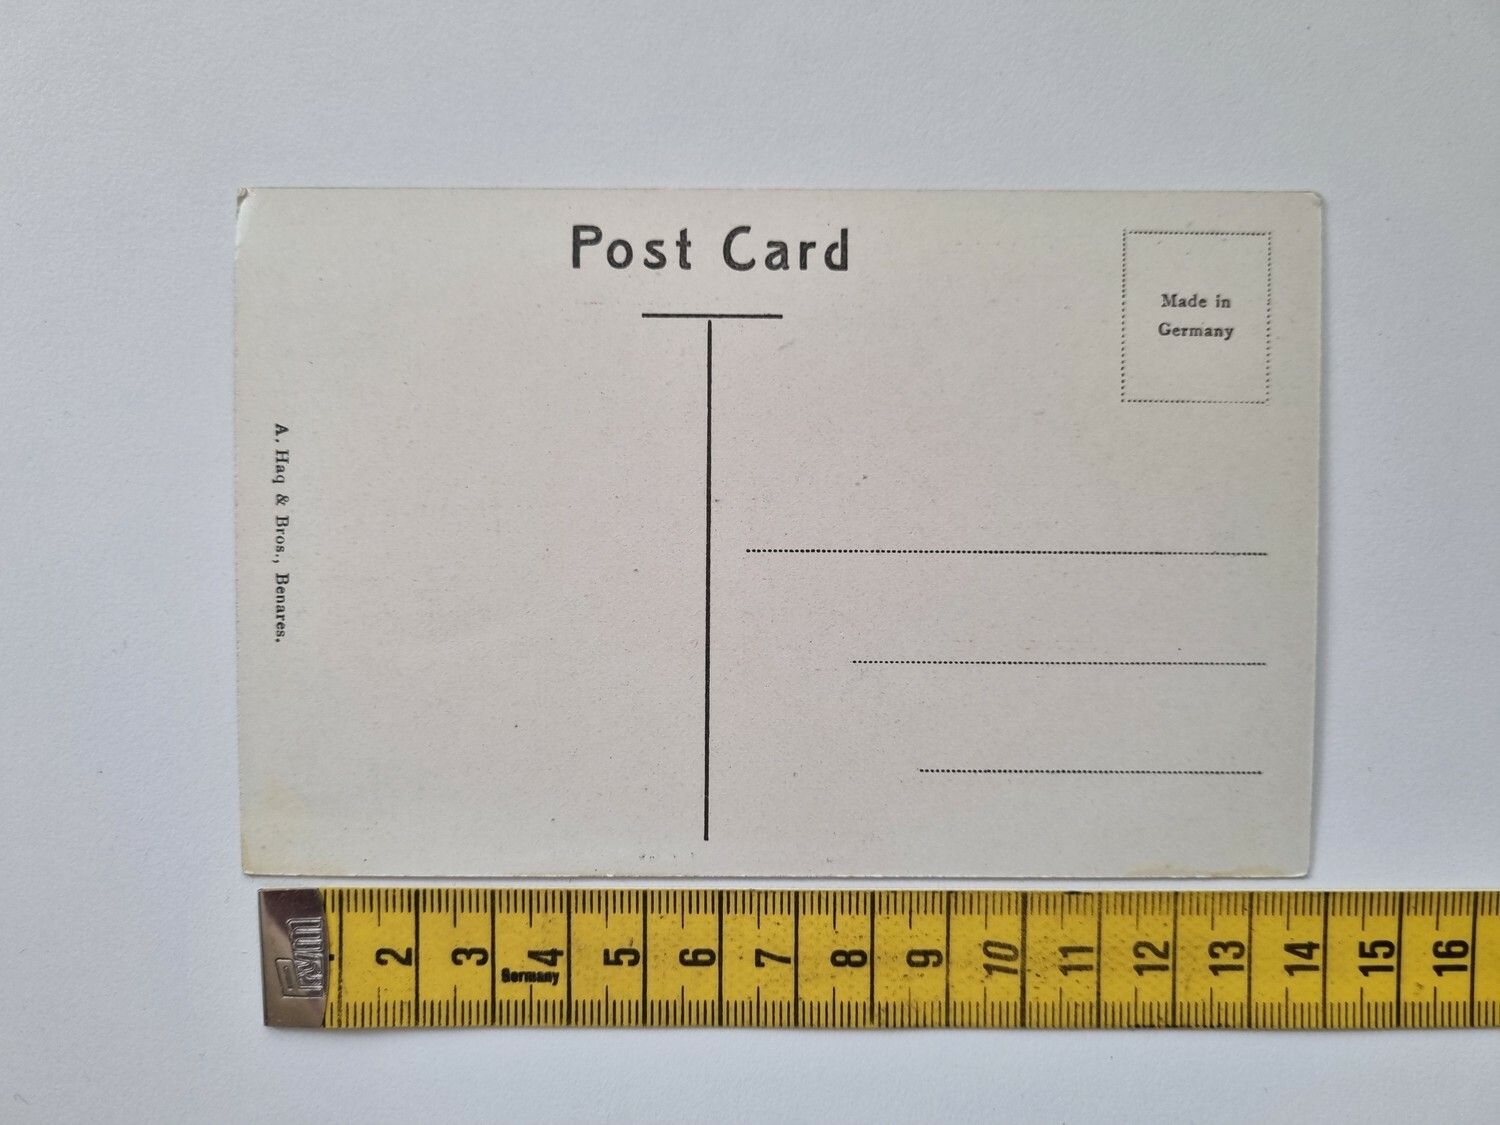 Post Card
Made in
Germany
A. Haq & Bros., Benares.
2 3 4 5 6 7 8 9 10 11 12 13 14 15 16
Germany